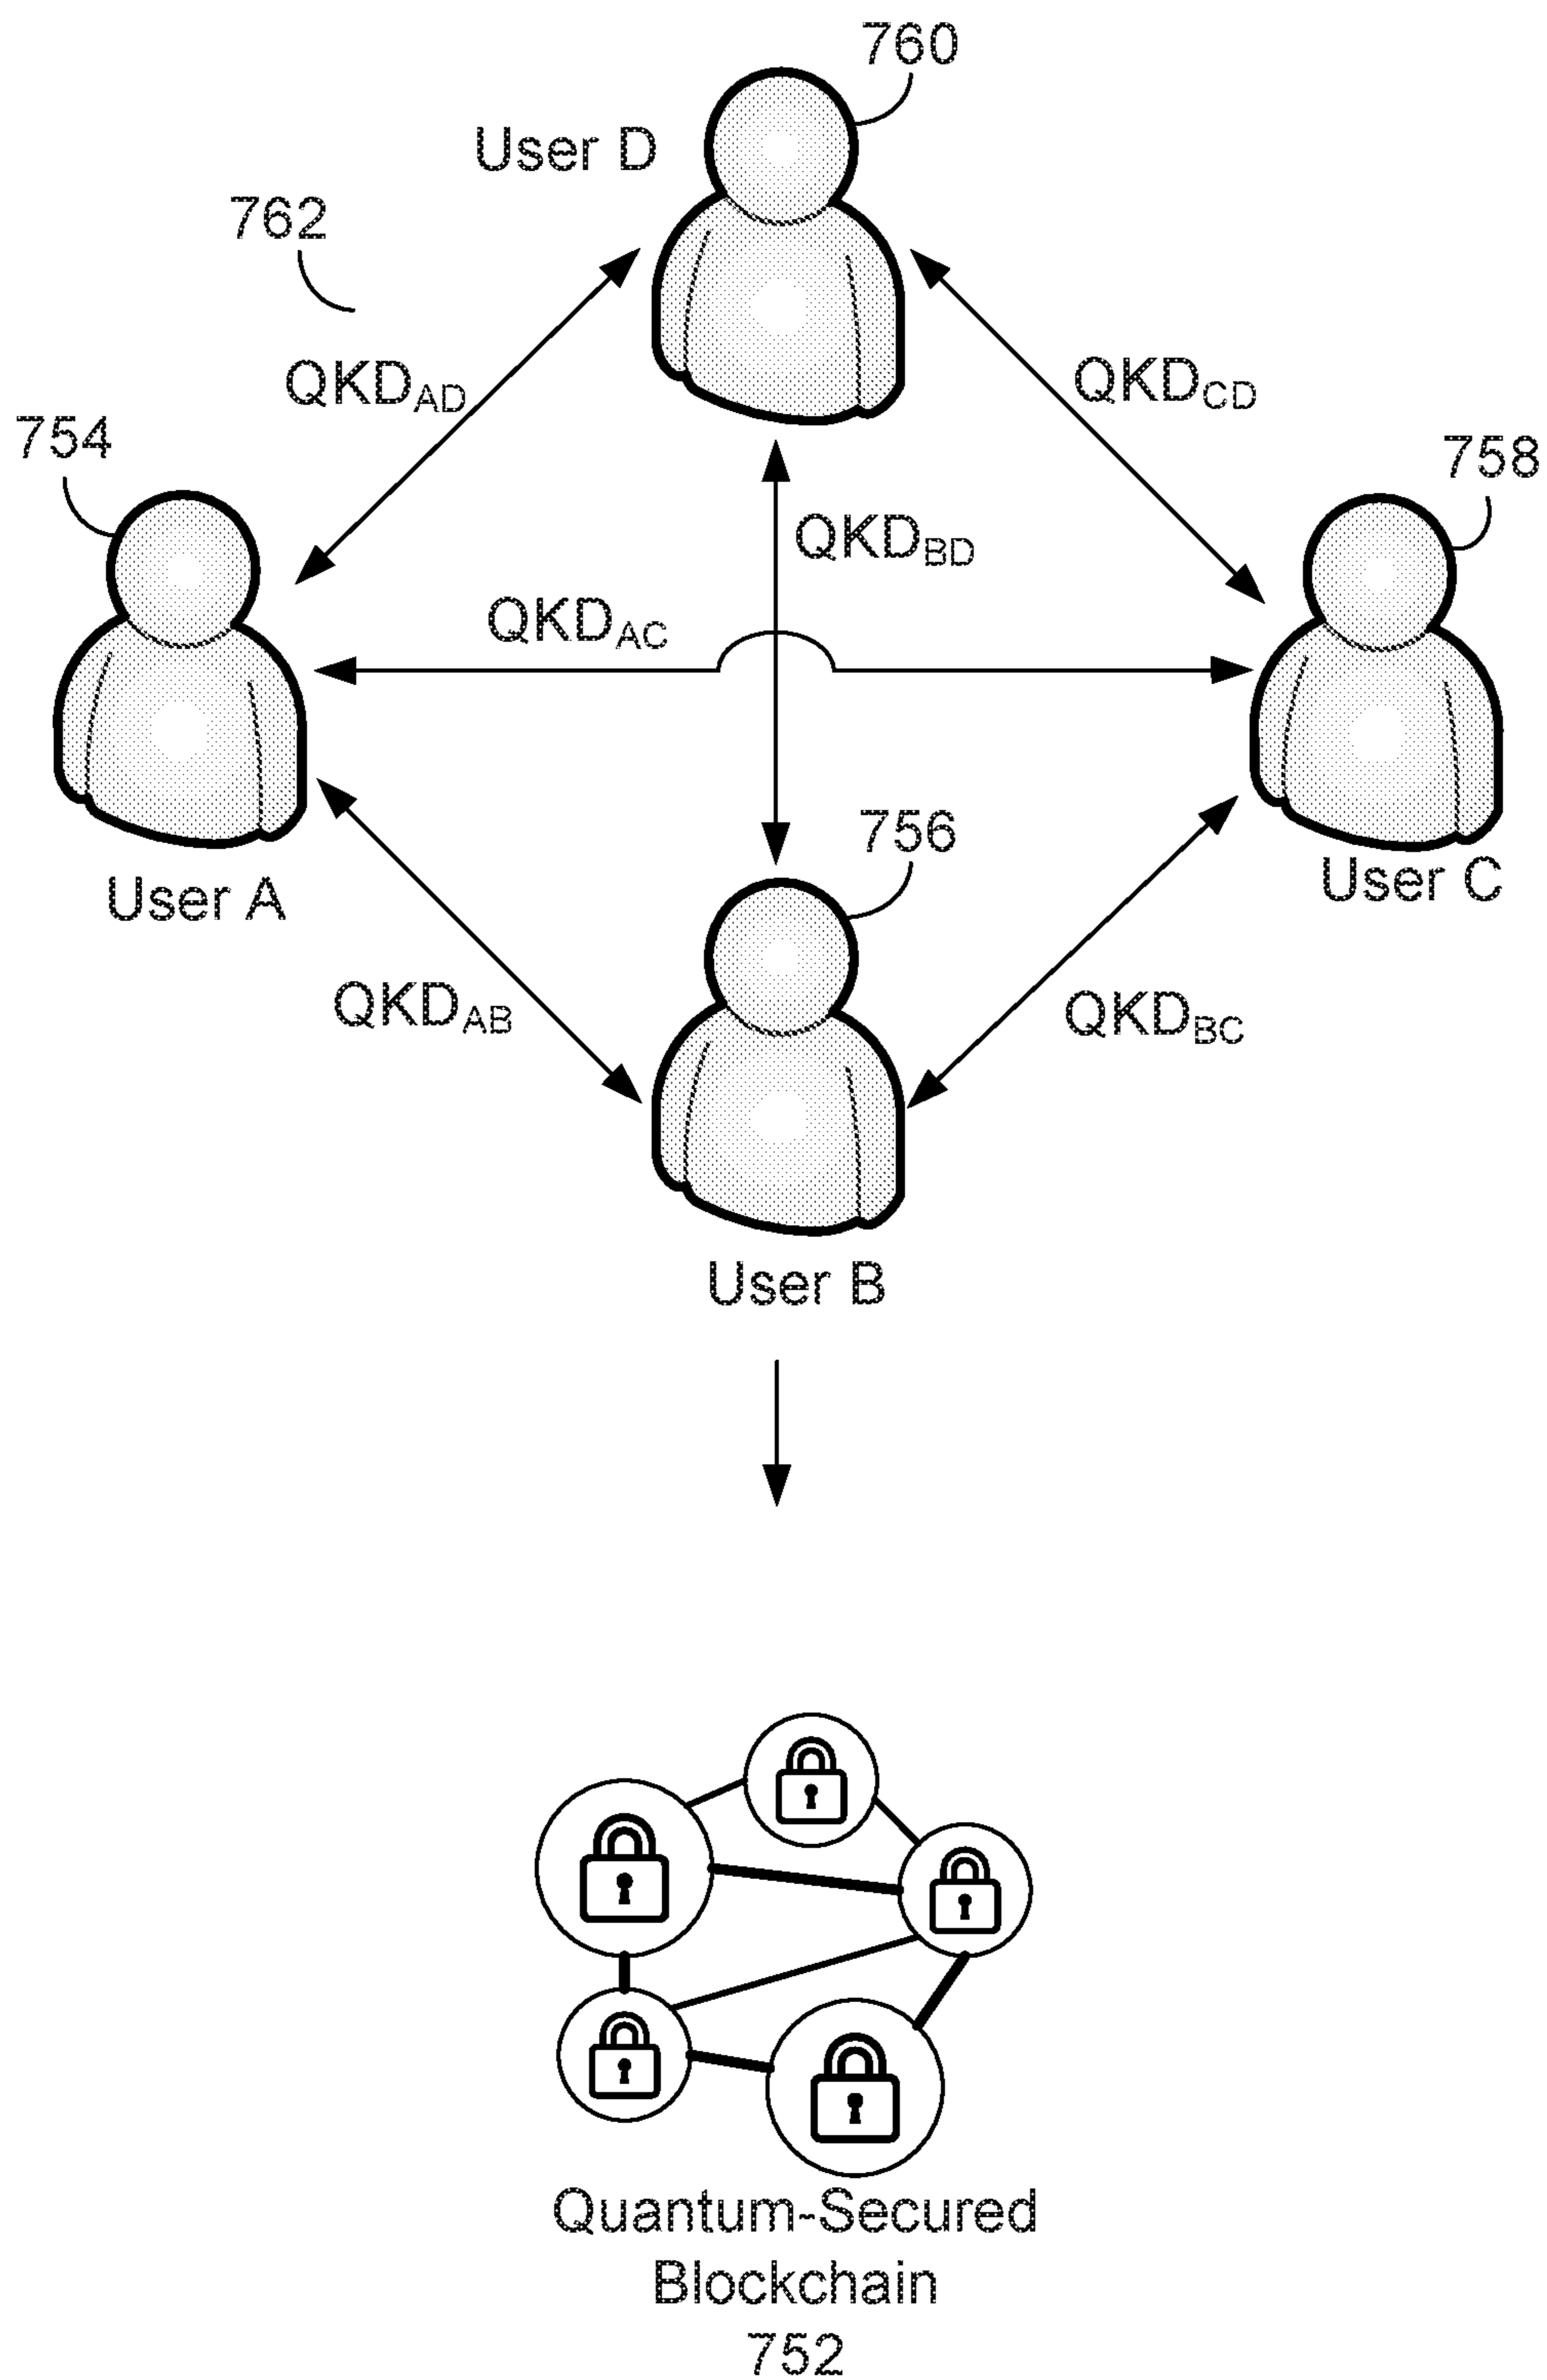 760
User D
762
QKDAD
QKDCD
754
758
QKDBD
QKDAC
756
User A
User C
QKDAB
QKDBC
User B
Quantum-Secured
Blockchain
752